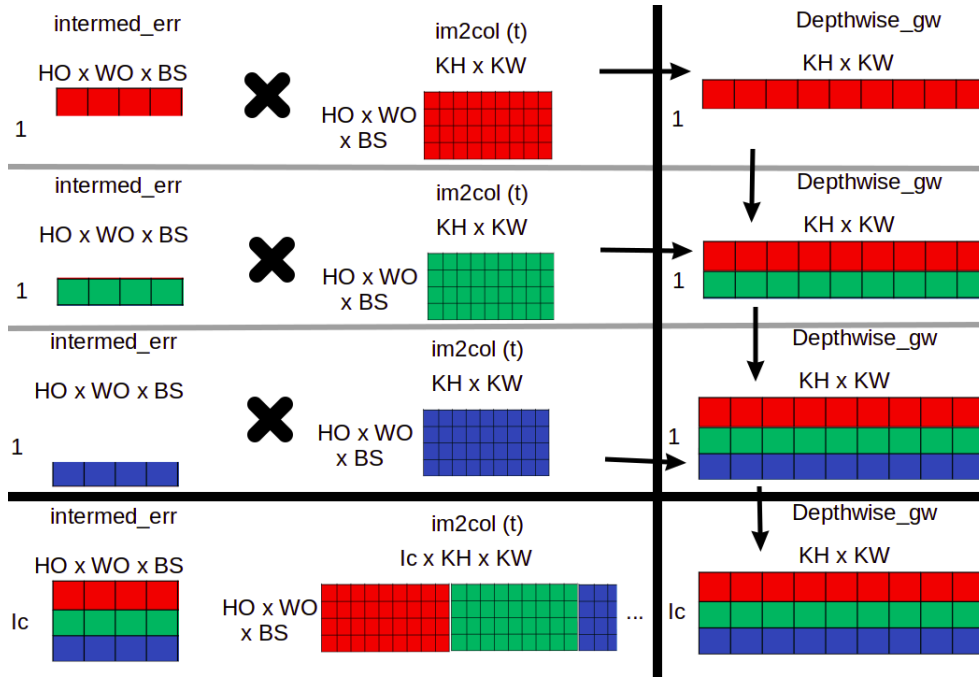 intermed_err
im2col (t)
Depthwise_gw
HO x WO x BS
KH x KW
KH x KW
1
HO x WO
x BS
1
intermed_err
im2col (t)
Depthwise_gw
HO x WO x BS
KH x KW
KH x KW
1
HO x WO
x BS
1
intermed_err
im2col (t)
Depthwise_gw
HO x WO x BS
KH x KW
KH x KW
1
HO x WO
x BS
1
intermed_err
im2col (t)
Depthwise_gw
HO x WO x BS
Ic x KH x KW
KH x KW
Ic
HO x WO
x BS
...
Ic